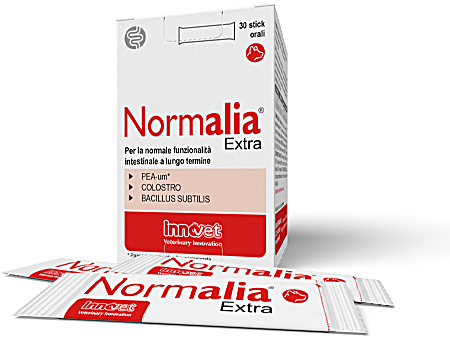 30 stick
orali
Normalia®
Extra
Per la normale funzionalità
intestinale a lungo termine
PEA-um*
COLOSTRO
BACILLUS SUBTILIS
Innovet
Veterinary Innovation
Normalia®
Extra
Innovet
Veterinary Innovation